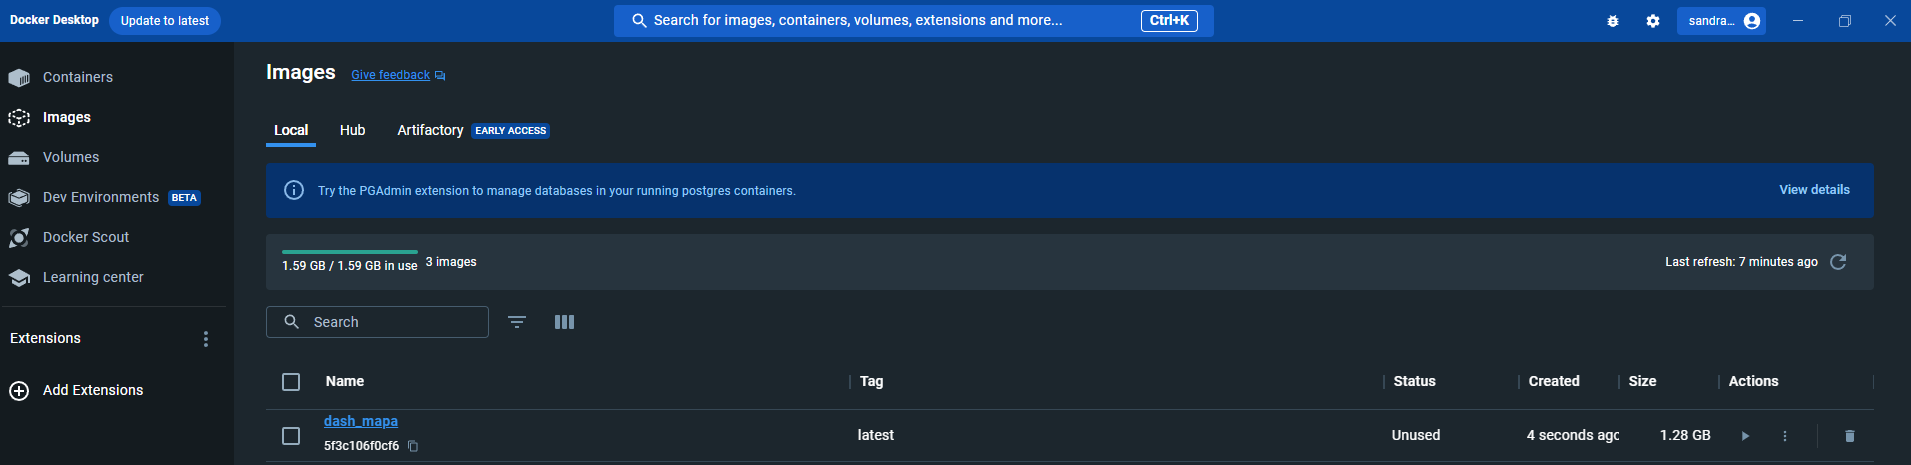 Docker Desktop
Update to latest
Search for images, containers, volumes, extensions and more...
Ctrl+K
sandra...
Containers
Images
Volumes
Dev Environments BETA
Docker Scout
Learning center
Extensions
Add Extensions
Images
Give feedback
Local Hub Artifactory EARLY ACCESS
Try the PGAdmin extension to manage databases in your running postgres containers.
View details
1.59 GB / 1.59 GB in use 3 images
Last refresh: 7 minutes ago
Search
Name Tag Status Created Size Actions
dash_mapa
5f3c106f0cf6
latest Unused 4 seconds ago 1.28 GB